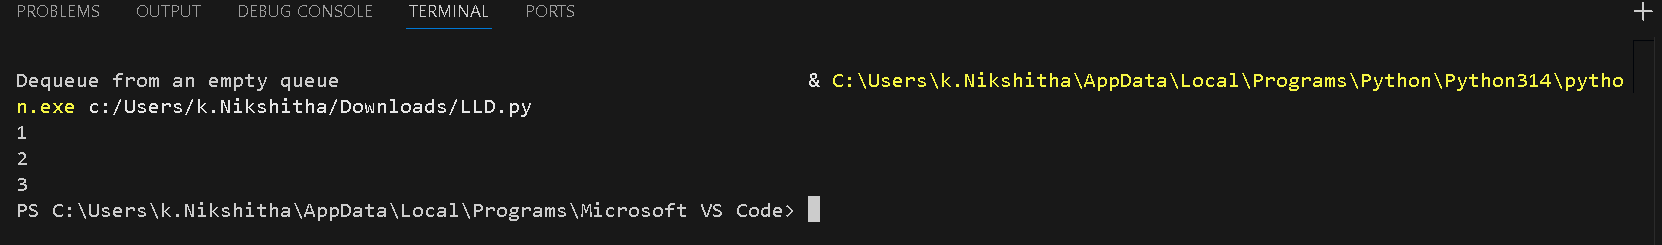 PROBLEMS OUTPUT DEBUG CONSOLE TERMINAL PORTS
Dequeue from an empty queue & C:\Users\k.Nikshitha\AppData\Local\Programs\Python\Python314\pytho
n.exe c:/Users/k.Nikshitha/Downloads/LLD.py
1
2
3
PS C:\Users\k.Nikshitha\AppData\Local\Programs\Microsoft VS Code>